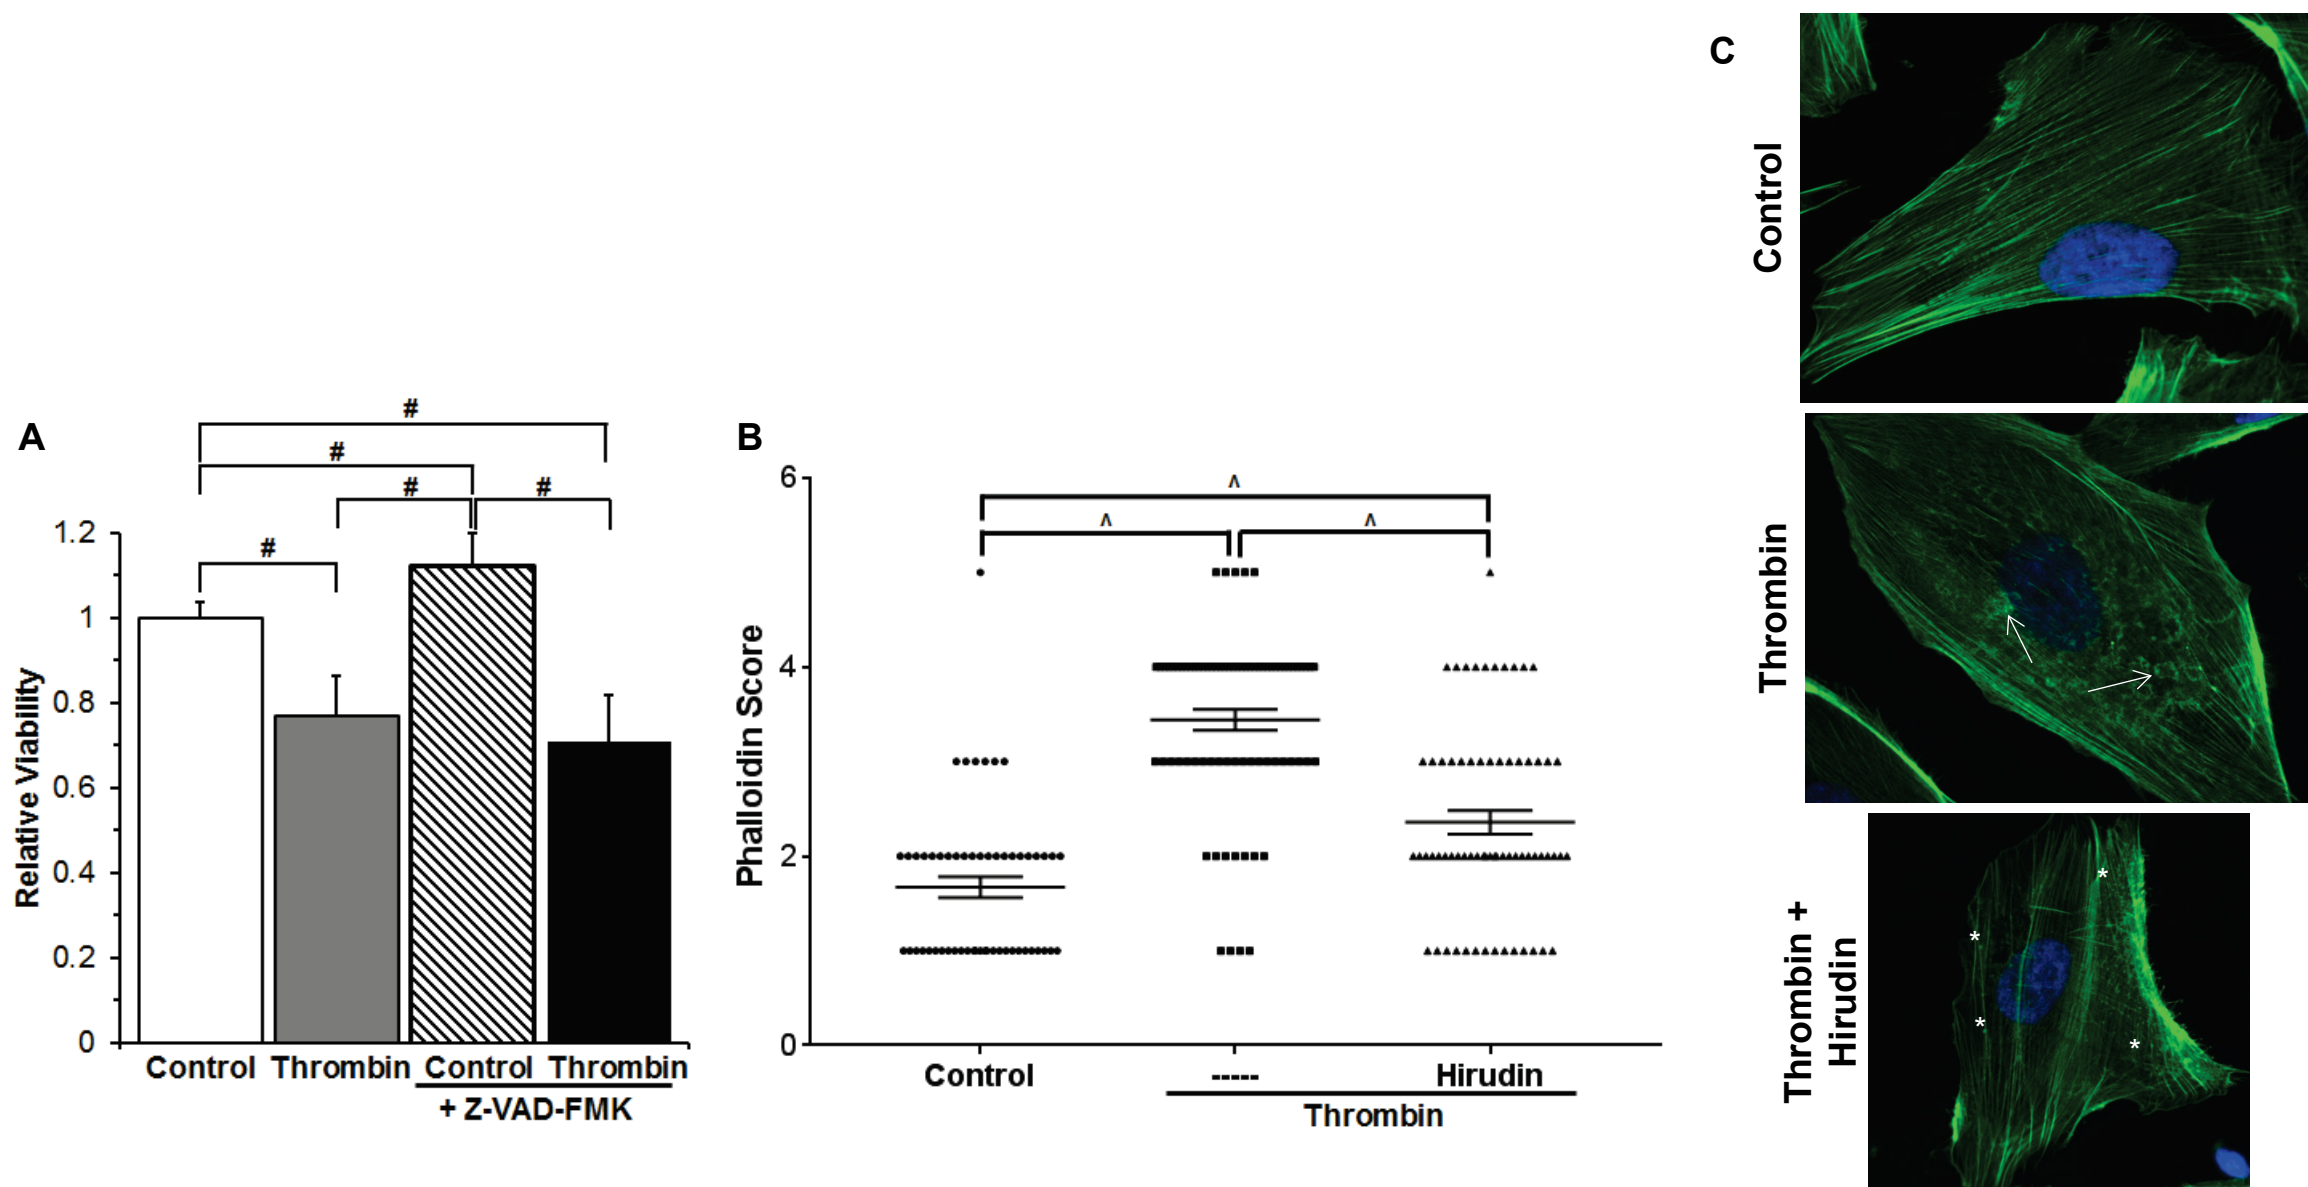 A
#
#
#
#
#
1.2
1
0.8
0.6
0.4
0.2
0
Relative Viability
Control Thrombin Control Thrombin
+ Z-VAD-FMK
B
^
^
^
6
4
2
0
Phalloidin Score
Control ----- Hirudin
Thrombin
C
Control
Thrombin
Thrombin +
Hirudin
*
*
*
*